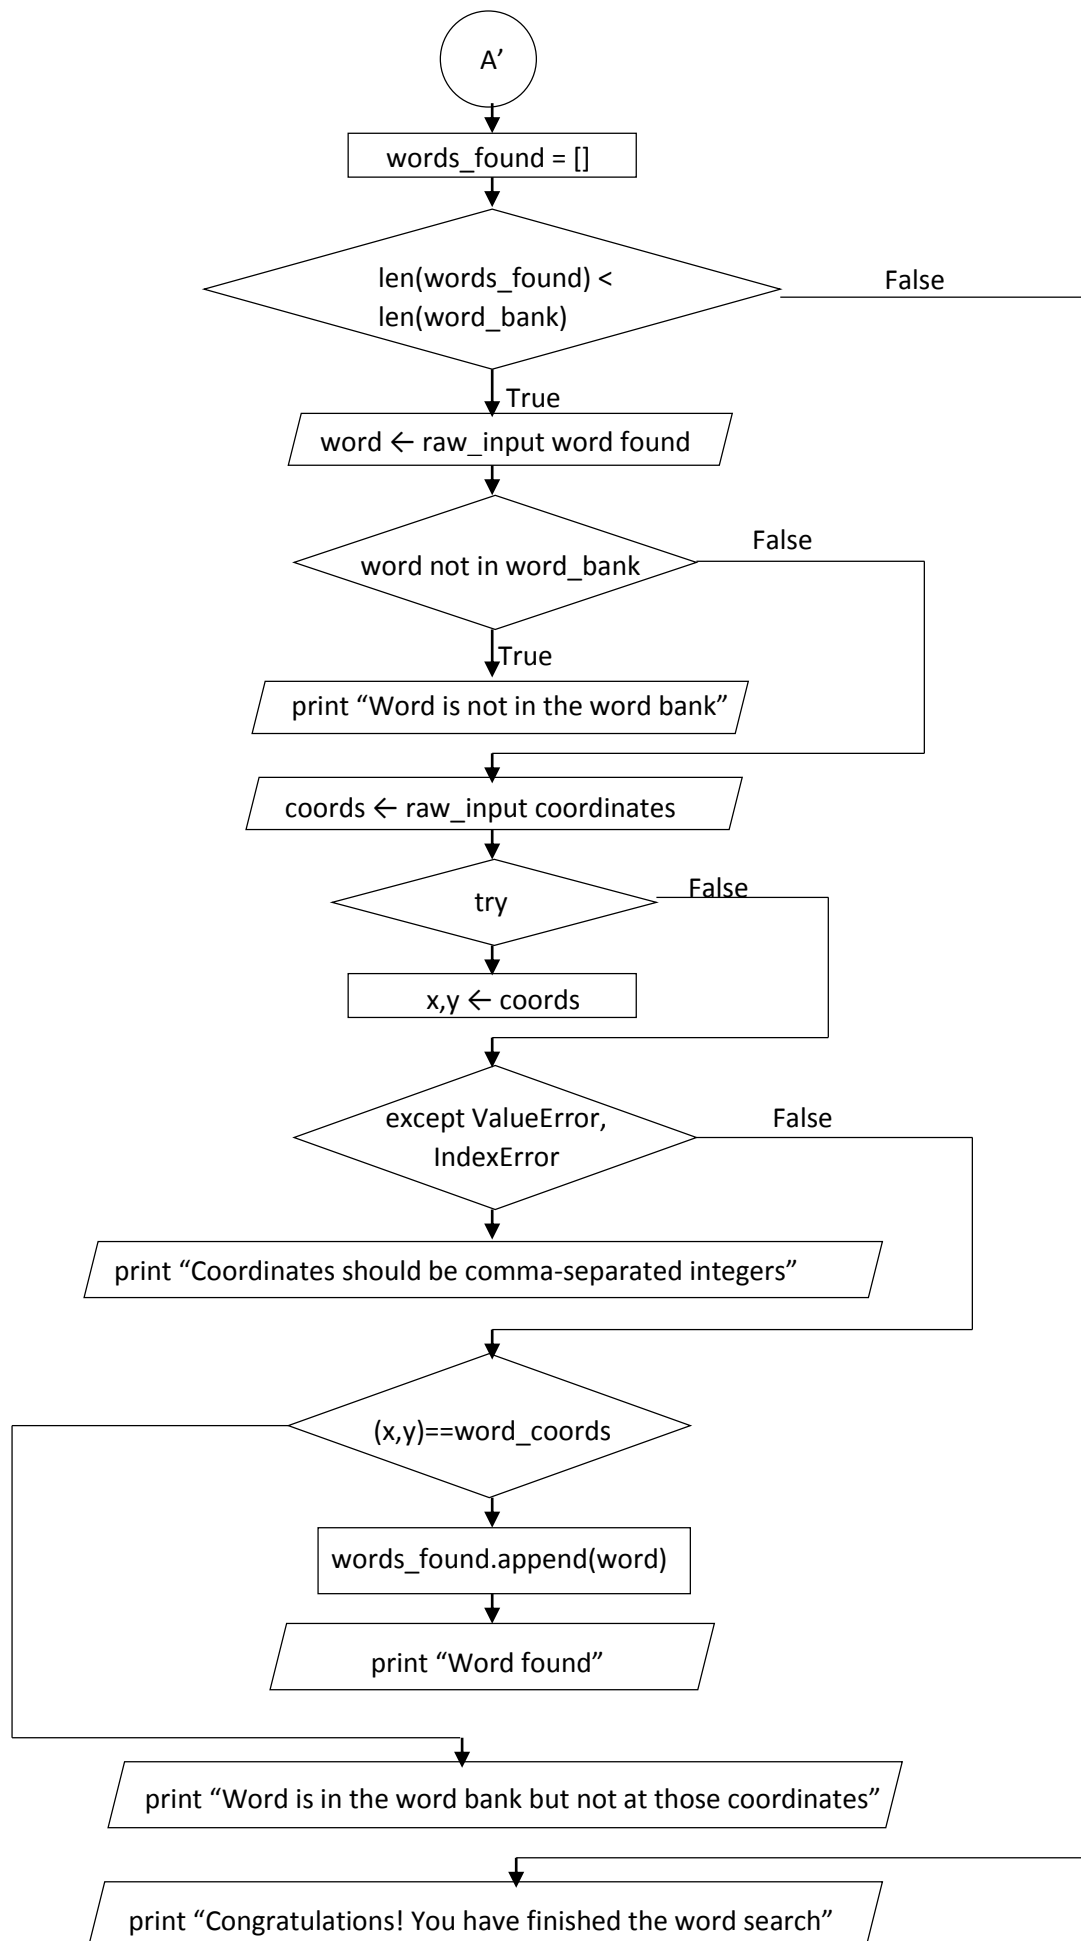 A’
words_found = []
len(words_found) <
len(word_bank)
False
True
word ← raw_input word found
word not in word_bank
False
True
print “Word is not in the word bank”
coords ← raw_input coordinates
try
False
x,y ← coords
except ValueError,
IndexError
False
print “Coordinates should be comma-separated integers”
(x,y)==word_coords
words_found.append(word)
print “Word found”
print “Word is in the word bank but not at those coordinates”
print “Congratulations! You have finished the word search”